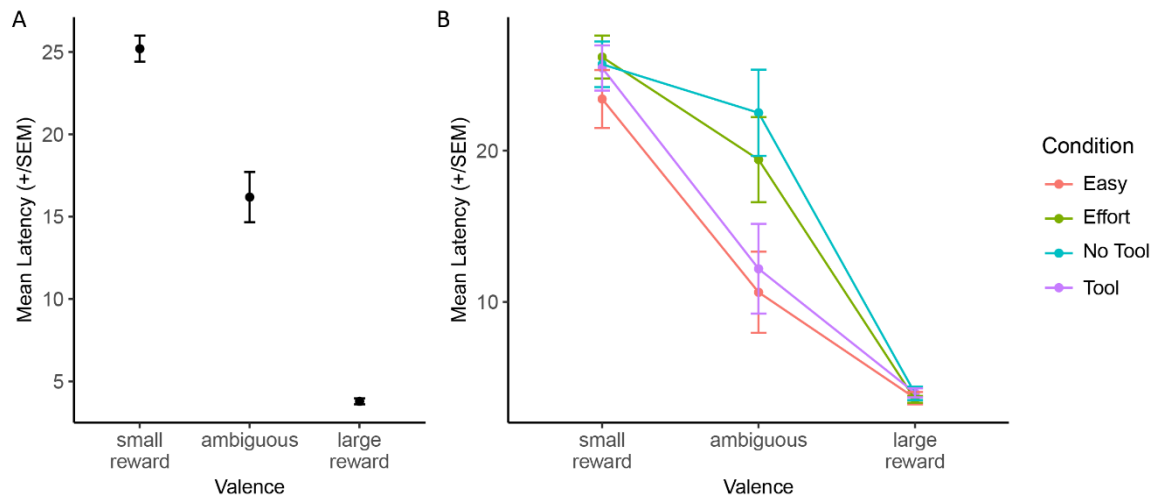 A
Mean Latency (+/SEM)
25
20
15
10
5
small
reward
ambiguous
large
reward
Valence
B
Mean Latency (+/SEM)
20
10
small
reward
ambiguous
large
reward
Valence
Condition
Easy
Effort
No Tool
Tool